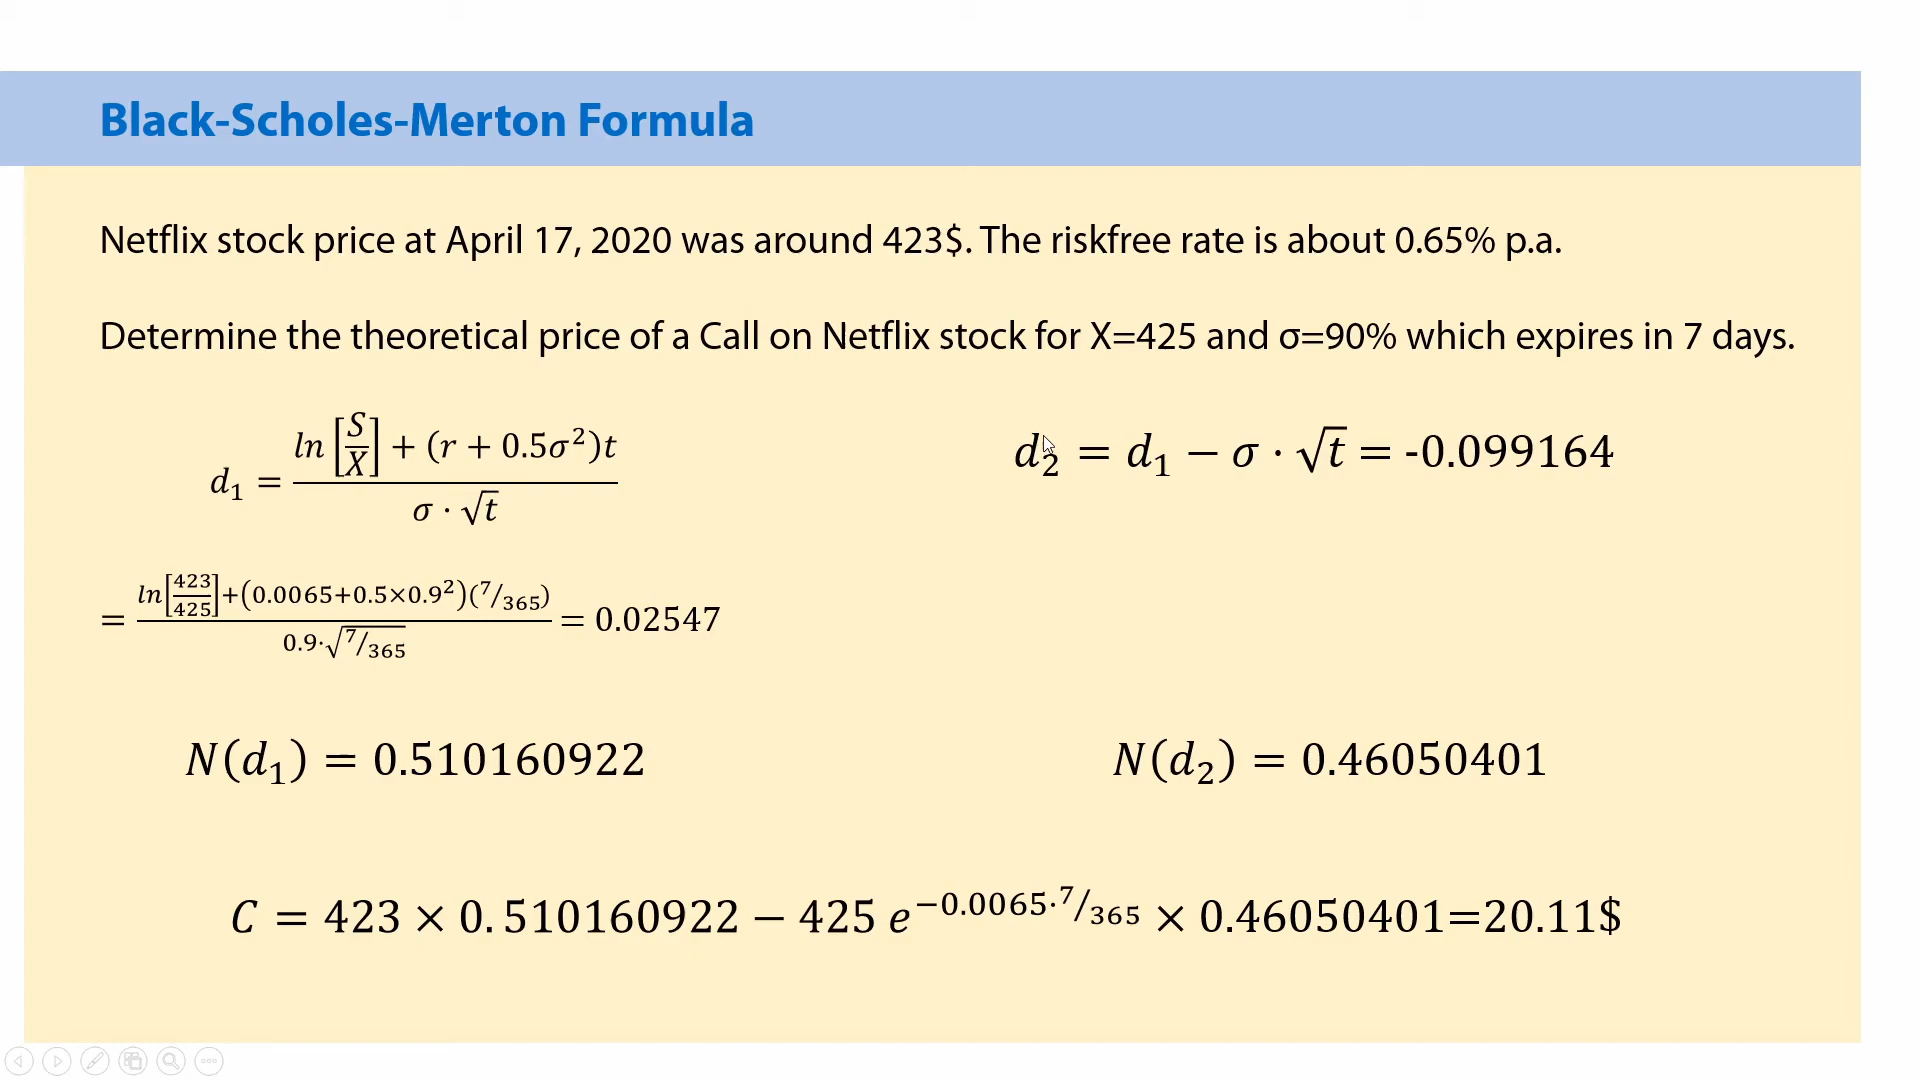 Black-Scholes-Merton Formula
Netflix stock price at April 17, 2020 was around 423$. The riskfree rate is about 0.65% p.a.
Determine the theoretical price of a Call on Netflix stock for X=425 and σ=90% which expires in 7 days.
d₁ = (ln[S/X] + (r + 0.5σ²)t) / (σ · √t)
d₂ = d₁ − σ · √t = -0.099164
= (ln[423/425]+(0.0065+0.5×0.9²)(7/365)) / (0.9·√(7/365)) = 0.02547
N(d₁) = 0.510160922
N(d₂) = 0.46050401
C = 423 × 0.510160922 − 425 e^(−0.0065·7/365) × 0.46050401=20.11$